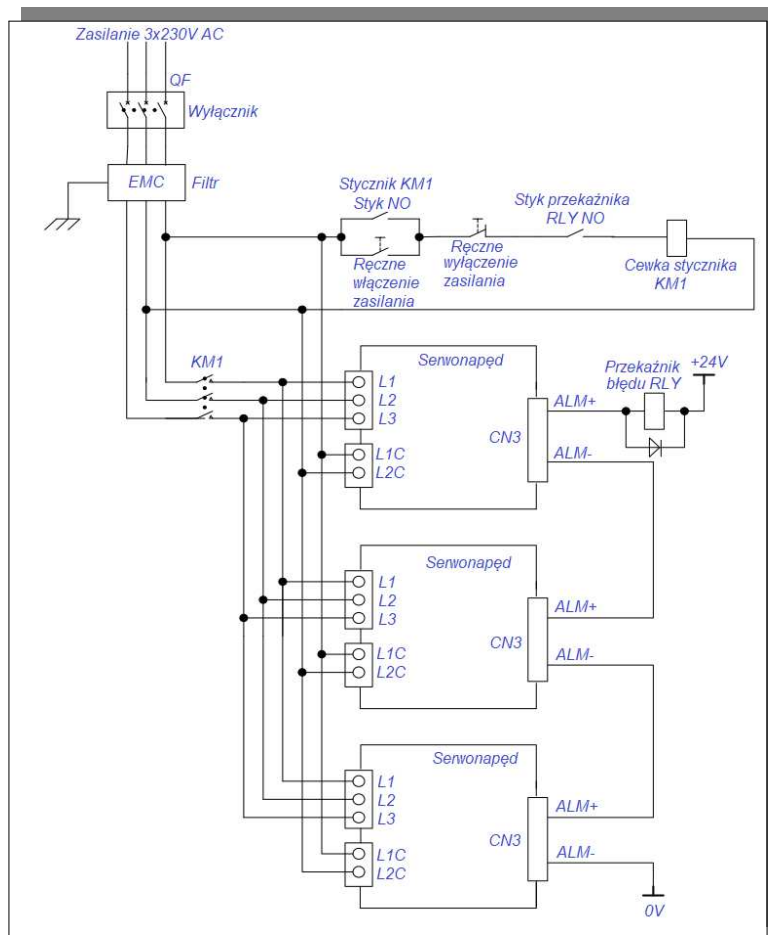 Zasilanie 3x230V AC
QF
Wyłącznik
EMC
Filtr
Stycznik KM1
Styk NO
Ręczne
włączenie
zasilania
Ręczne
wyłączenie
zasilania
Styk przekaźnika
RLY NO
Cewka stycznika
KM1
KM1
Serwonapęd
L1
L2
L3
L1C
L2C
CN3
ALM+
ALM-
Przekaźnik
błędu RLY
+24V
Serwonapęd
L1
L2
L3
L1C
L2C
CN3
ALM+
ALM-
Serwonapęd
L1
L2
L3
L1C
L2C
CN3
ALM+
ALM-
0V